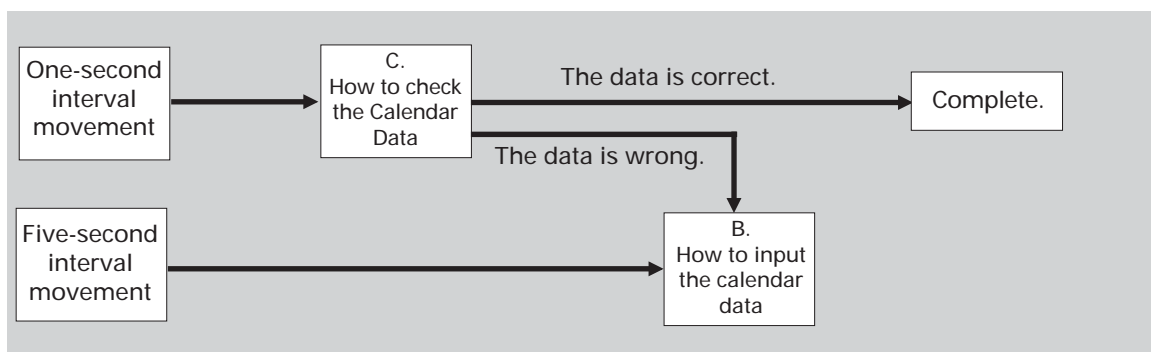 One-second
interval
movement
C.
How to check
the Calendar
Data
The data is correct.
Complete.
The data is wrong.
Five-second
interval
movement
B.
How to input
the calendar
data